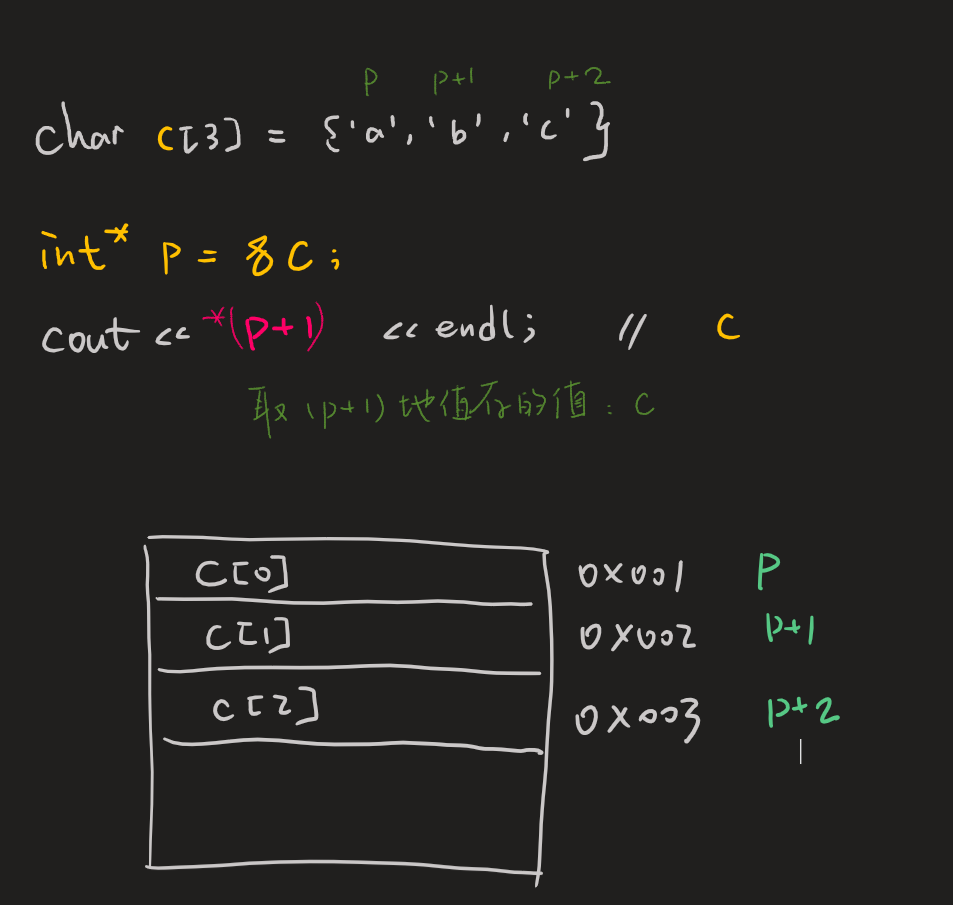 p p+1 p+2
char c[3] = {'a','b','c'}
int* p = &c;
cout << *(p+1) << endl; // c
取(p+1)地值存的值:c
c[0] 0x001 p
c[1] 0x002 p+1
c[2] 0x003 p+2